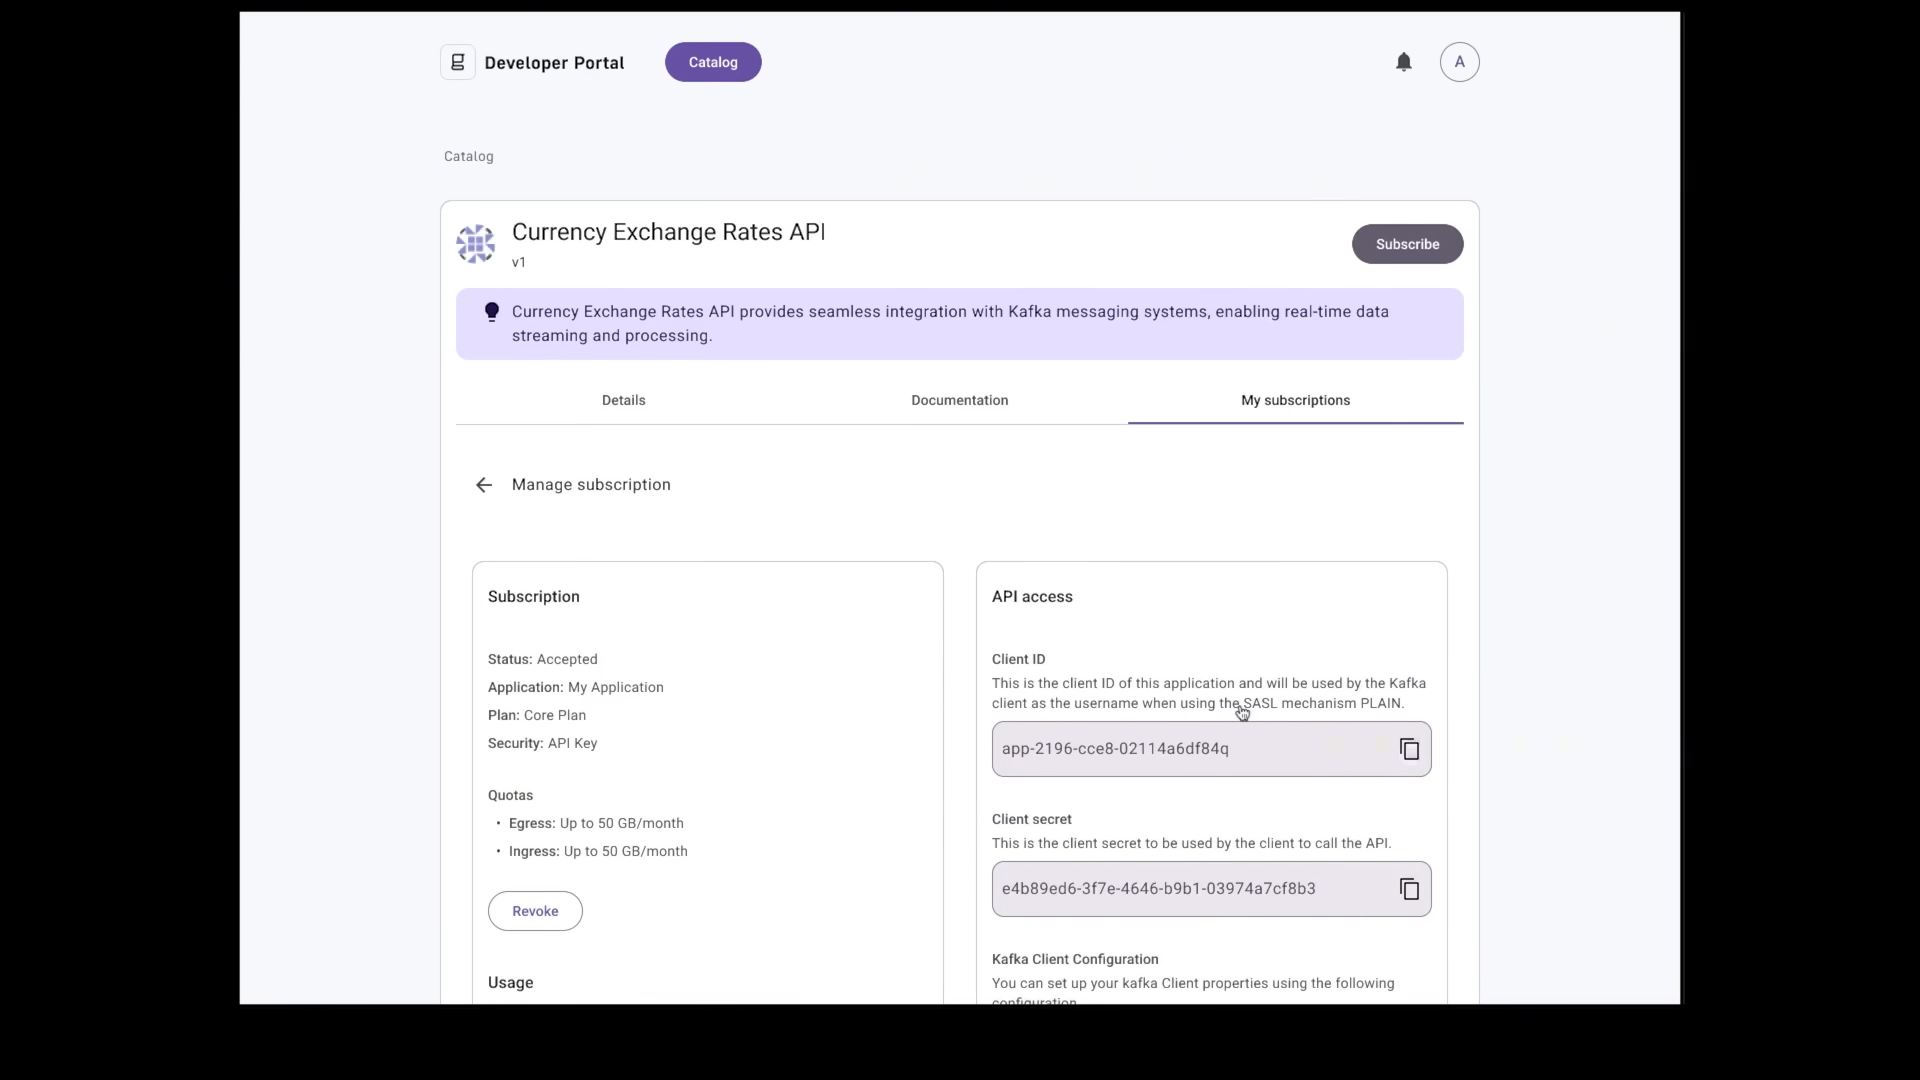 Developer Portal
Catalog
A
Catalog
Currency Exchange Rates API
v1
Subscribe
Currency Exchange Rates API provides seamless integration with Kafka messaging systems, enabling real-time data
streaming and processing.
Details
Documentation
My subscriptions
Manage subscription
Subscription
Status: Accepted
Application: My Application
Plan: Core Plan
Security: API Key
Quotas
• Egress: Up to 50 GB/month
• Ingress: Up to 50 GB/month
Revoke
Usage
API access
Client ID
This is the client ID of this application and will be used by the Kafka
client as the username when using the SASL mechanism PLAIN.
app-2196-cce8-02114a6df84q
Client secret
This is the client secret to be used by the client to call the API.
e4b89ed6-3f7e-4646-b9b1-03974a7cf8b3
Kafka Client Configuration
You can set up your kafka Client properties using the following
configuration